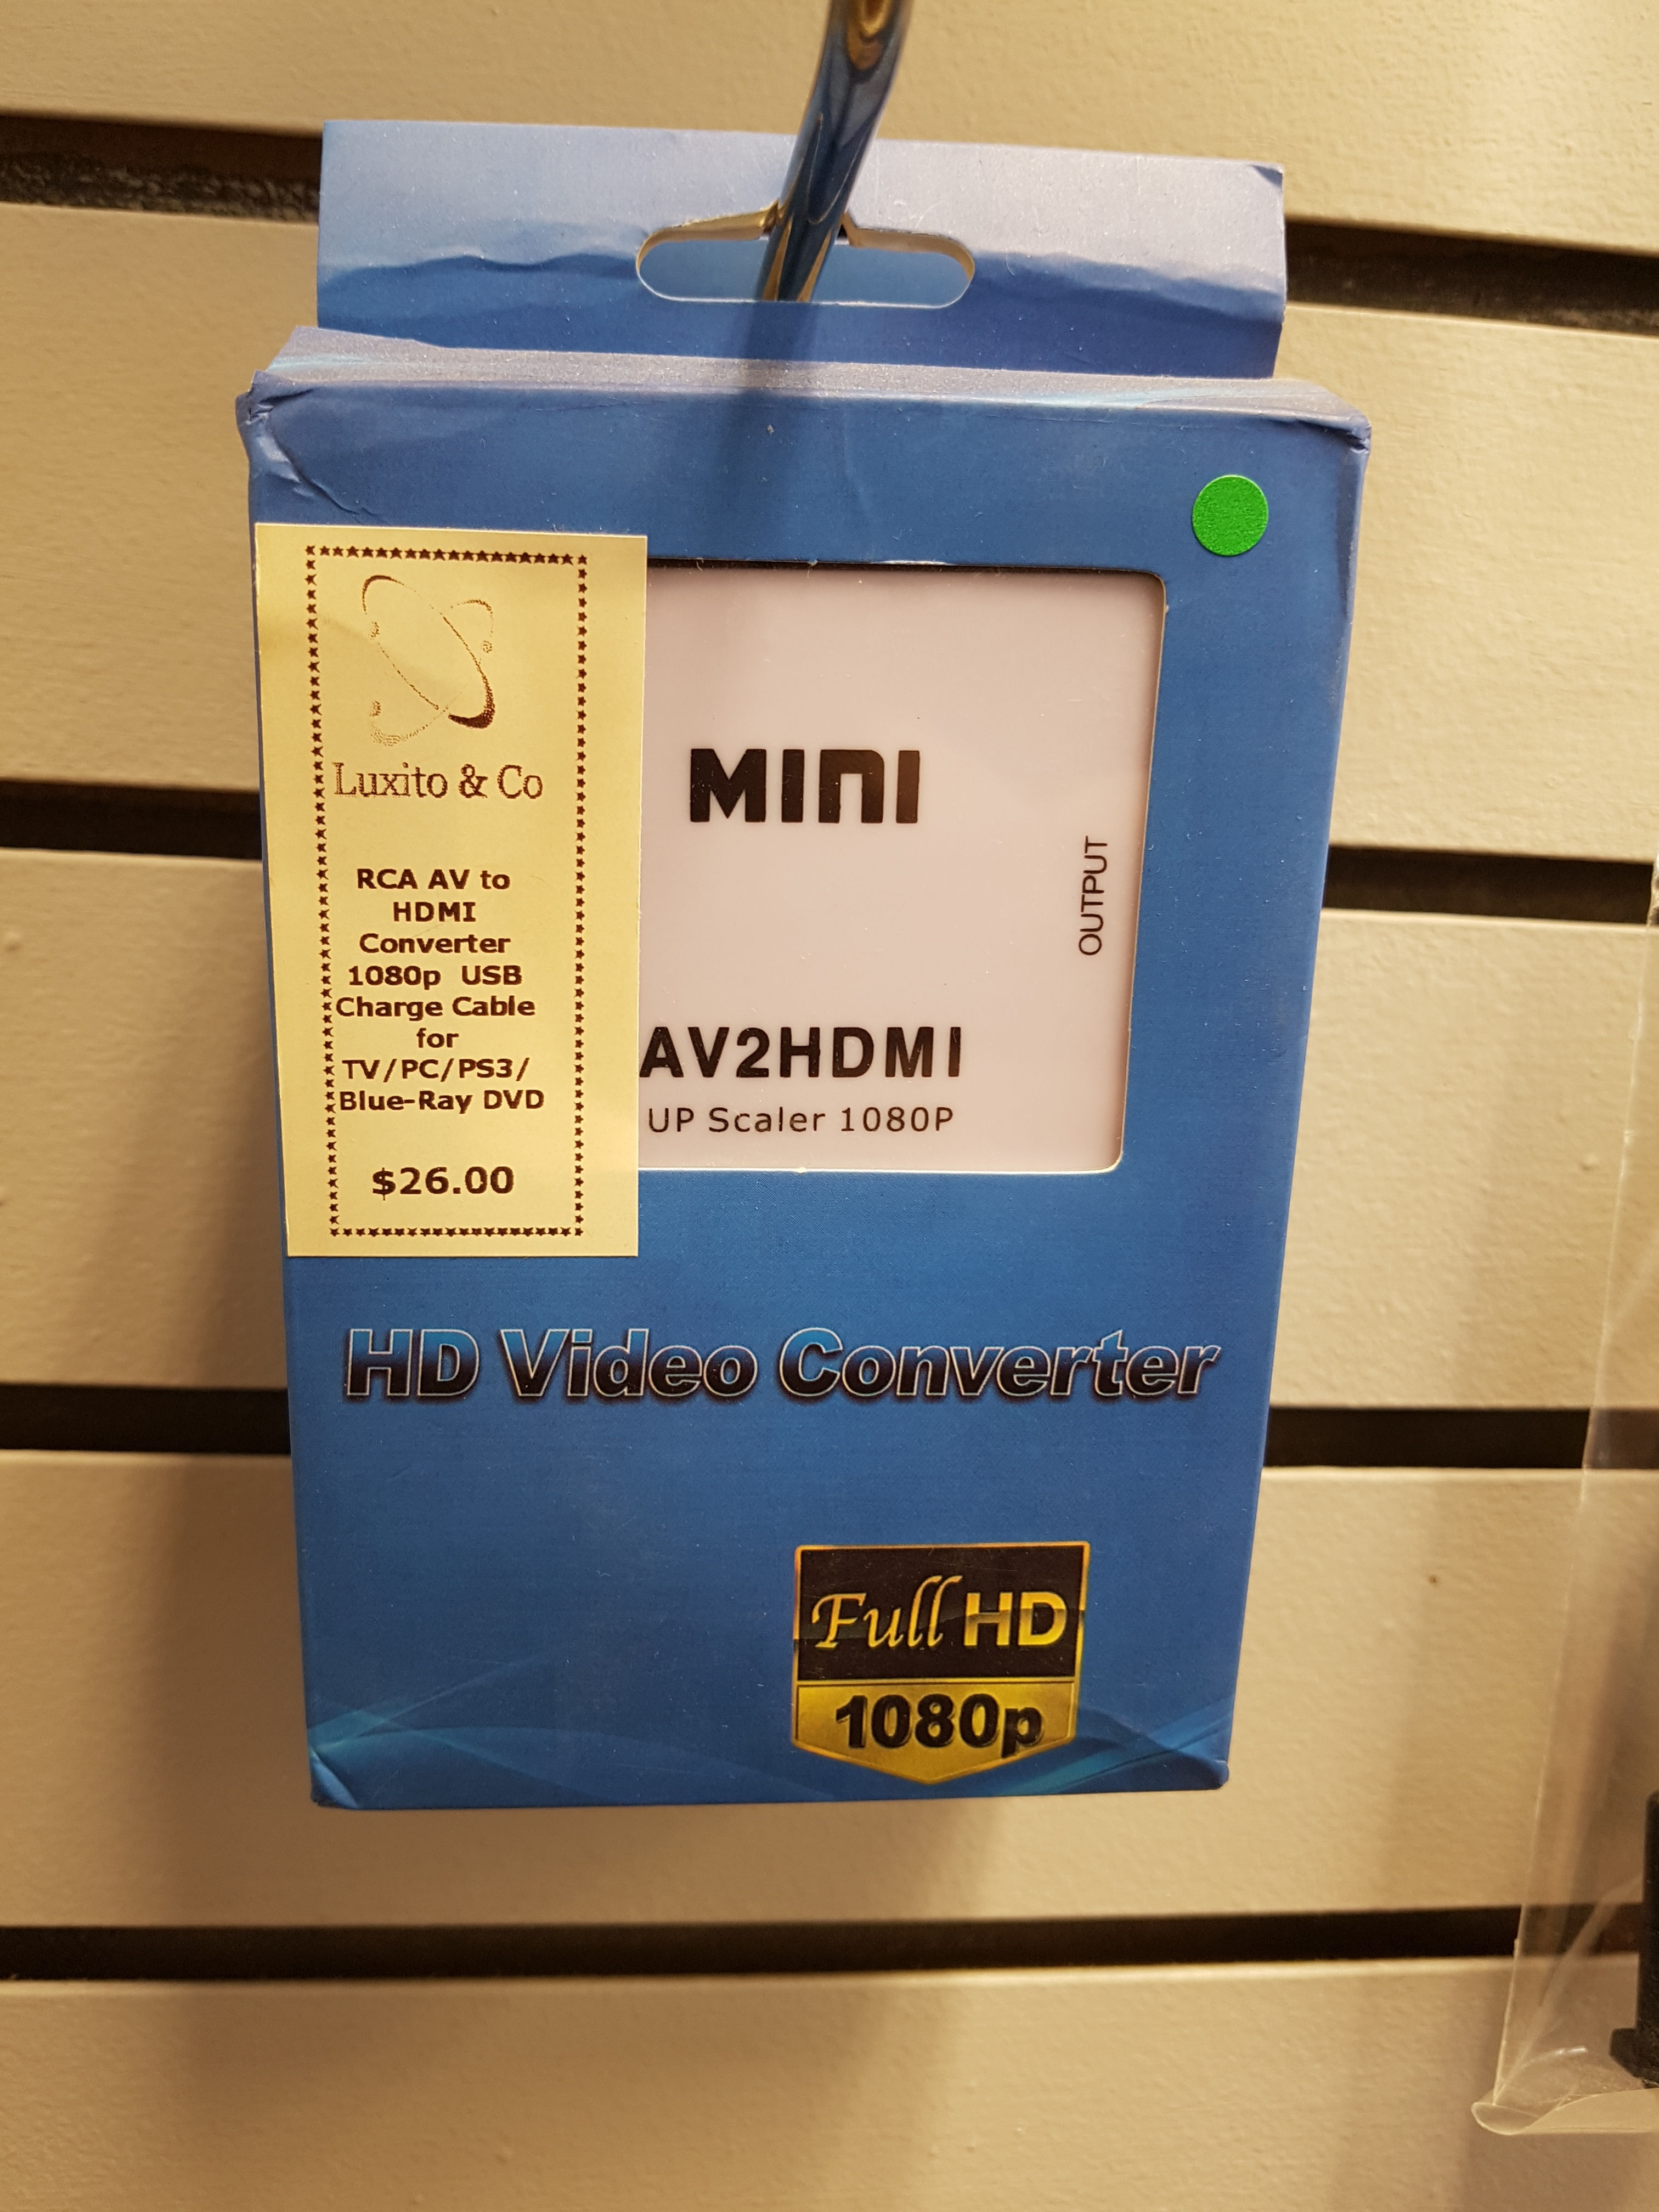 Luxito & Co
RCA AV to
HDMI
Converter
1080p USB
Charge Cable
for
TV/PC/PS3/
Blue-Ray DVD
$26.00
MINI
OUTPUT
AV2HDMI
UP Scaler 1080P
HD Video Converter
Full HD
1080p